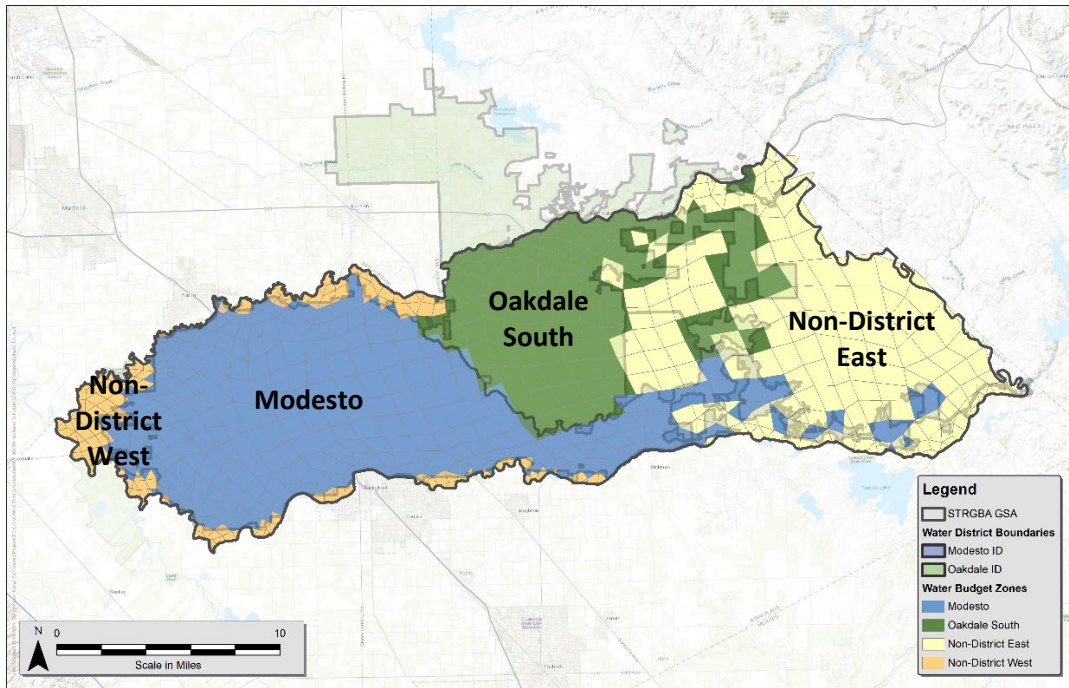 Oakdale
South
Non-District
East
Non-
District
West
Modesto
Legend
STRGBA GSA
Water District Boundaries
Modesto ID
Oakdale ID
Water Budget Zones
Modesto
Oakdale South
Non-District East
Non-District West
N
0
10
Scale in Miles